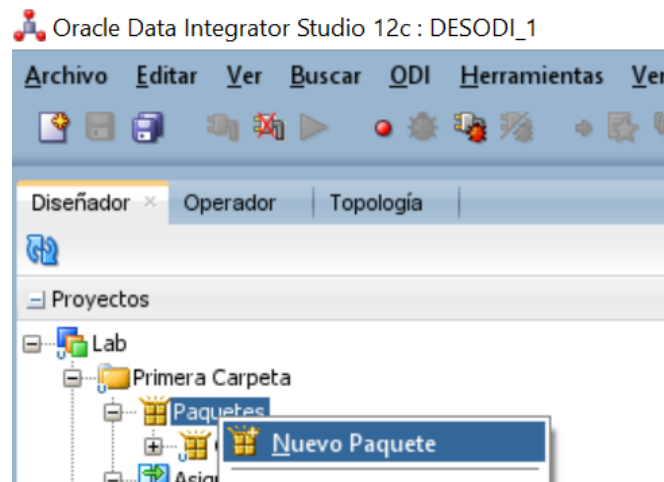 Oracle Data Integrator Studio 12c : DESODI_1
Archivo Editar Ver Buscar ODI Herramientas
Diseñador Operador Topología
Proyectos
Lab
Primera Carpeta
Paquetes
Nuevo Paquete